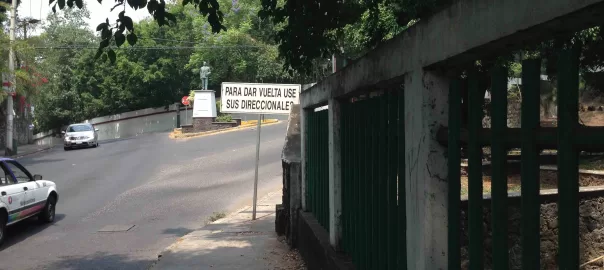 PARA DAR VUELTA USE
SUS DIRECCIONALES